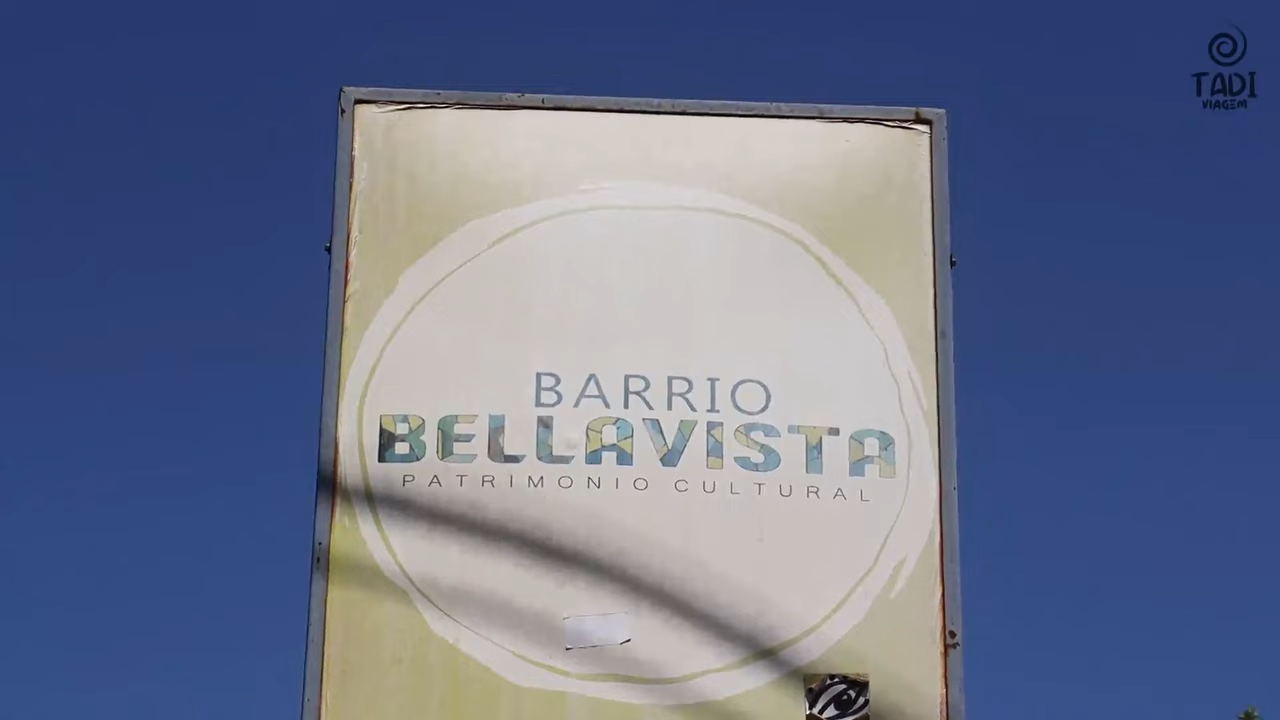 TADI
VIAGEM
BARRIO
BELLAVISTA
PATRIMONIO CULTURAL